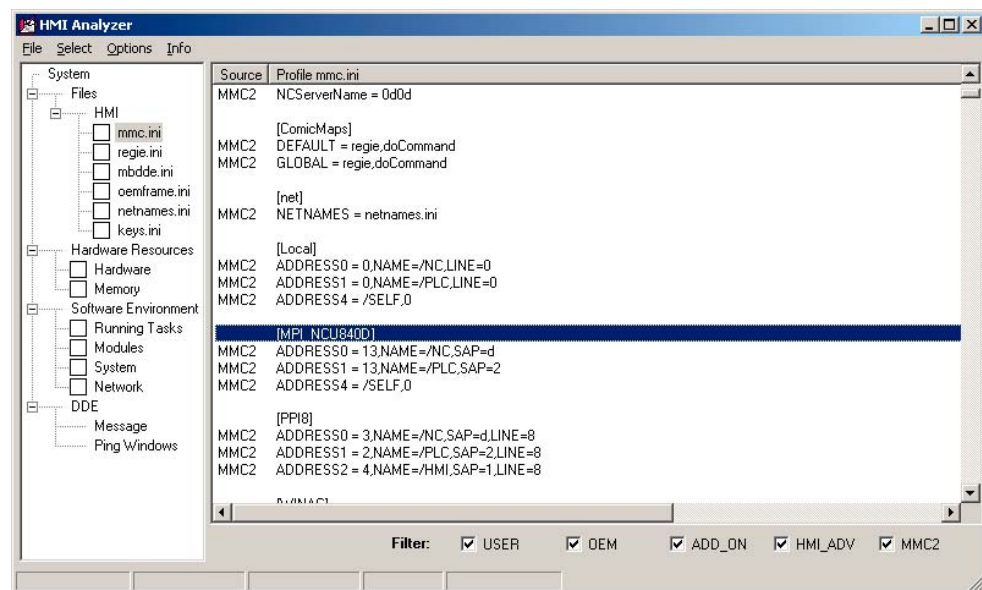 HMI Analyzer
File Select Options Info
System
Files
HMI
mmc.ini
regie.ini
mbdde.ini
oemframe.ini
netnames.ini
keys.ini
Hardware Resources
Hardware
Memory
Software Environment
Running Tasks
Modules
System
Network
DDE
Message
Ping Windows
Source Profile mmc.ini
MMC2 NCServerName = 0d0d
[ComicMaps]
MMC2 DEFAULT = regie,doCommand
MMC2 GLOBAL = regie,doCommand
[net]
MMC2 NETNAMES = netnames.ini
[Local]
MMC2 ADDRESS0 = 0,NAME=/NC,LINE=0
MMC2 ADDRESS1 = 0,NAME=/PLC,LINE=0
MMC2 ADDRESS4 = /SELF,0
[MPI_NCU840D]
MMC2 ADDRESS0 = 13,NAME=/NC,SAP=d
MMC2 ADDRESS1 = 13,NAME=/PLC,SAP=2
MMC2 ADDRESS4 = /SELF,0
[PPI8]
MMC2 ADDRESS0 = 3,NAME=/NC,SAP=d,LINE=8
MMC2 ADDRESS1 = 2,NAME=/PLC,SAP=2,LINE=8
MMC2 ADDRESS2 = 4,NAME=/HMI,SAP=1,LINE=8
Filter: USER OEM ADD_ON HMI_ADV MMC2